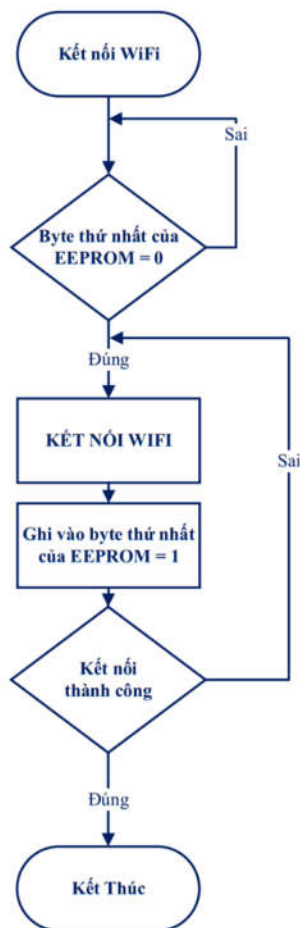 Kết nối WiFi
Sai
Byte thứ nhất của
EEPROM = 0
Đúng
KẾT NỐI WIFI
Sai
Ghi vào byte thứ nhất
của EEPROM = 1
Kết nối
thành công
Đúng
Kết Thúc